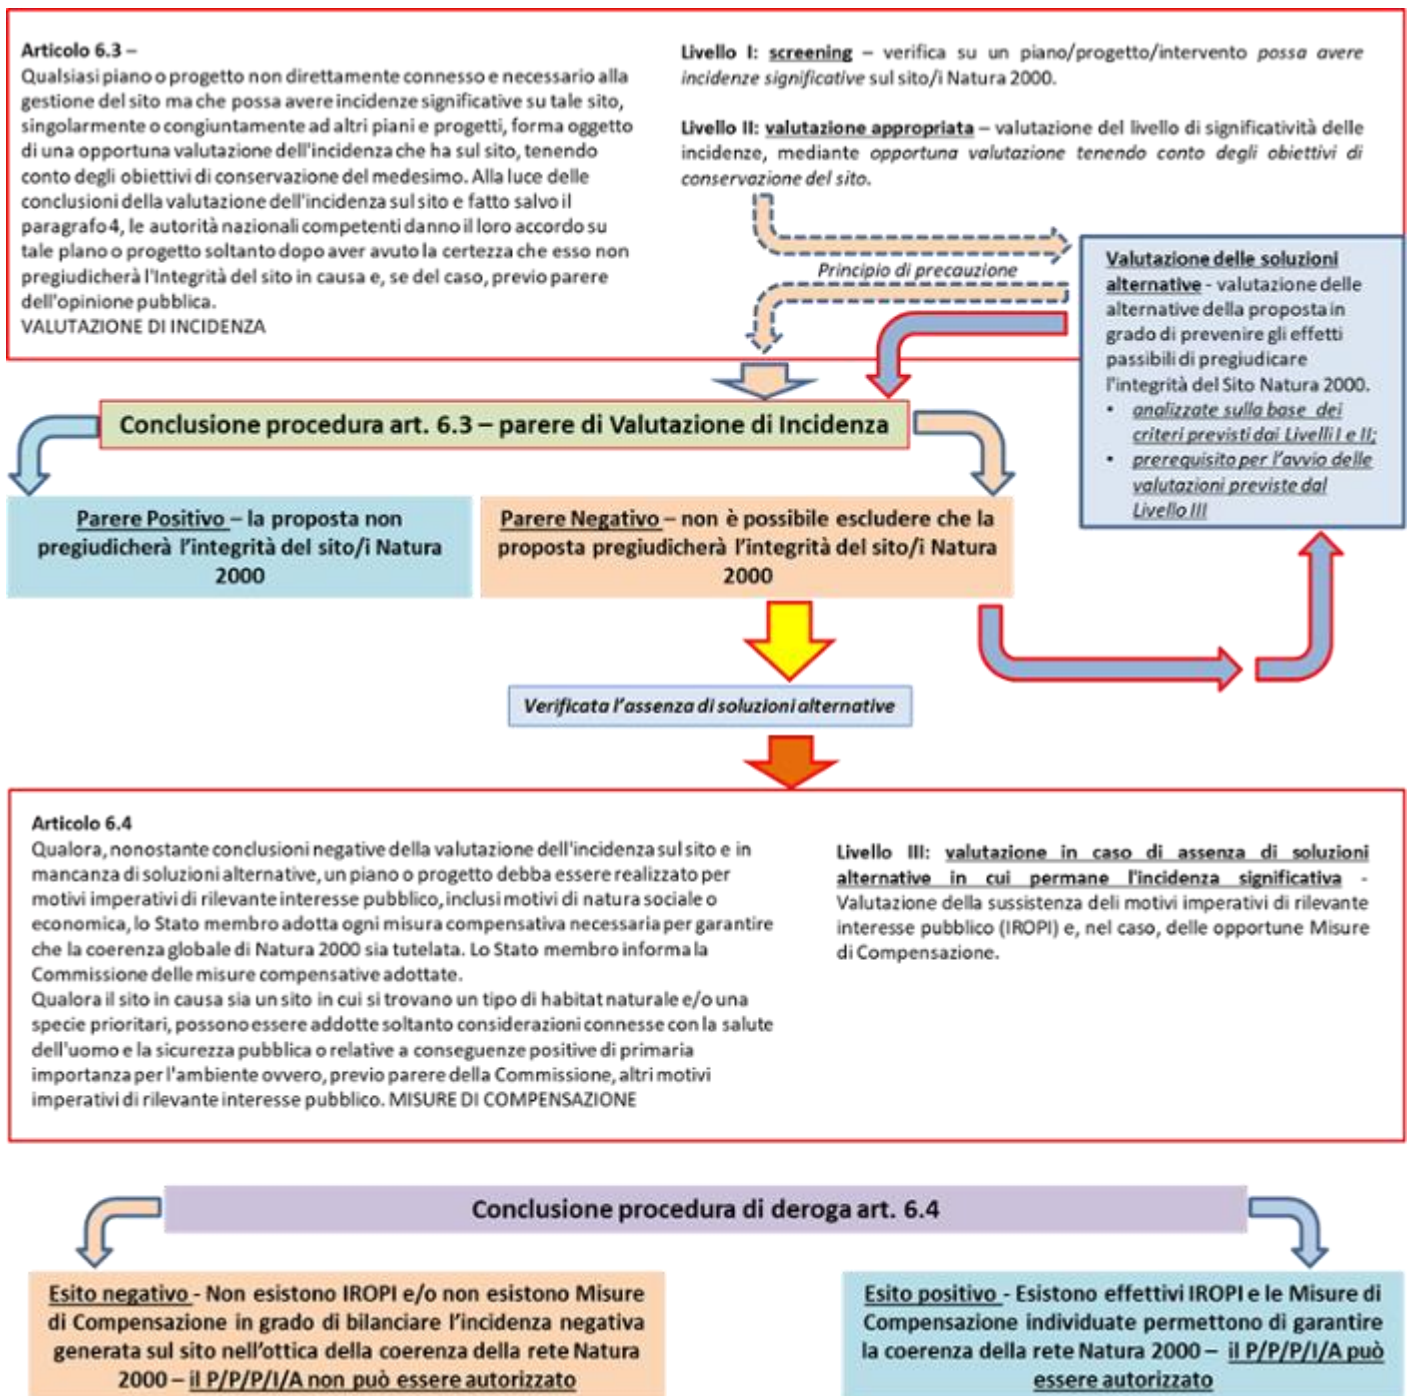 Articolo 6.3 –
Qualsiasi piano o progetto non direttamente connesso e necessario alla
gestione del sito ma che possa avere incidenze significative su tale sito,
singolarmente o congiuntamente ad altri piani e progetti, forma oggetto
di una opportuna valutazione dell'incidenza che ha sul sito, tenendo
conto degli obiettivi di conservazione del medesimo. Alla luce delle
conclusioni della valutazione dell'incidenza sul sito e fatto salvo il
paragrafo 4, le autorità nazionali competenti danno il loro accordo su
tale plano o progetto soltanto dopo aver avuto la certezza che esso non
pregiudicherà l'Integrità del sito in causa e, se del caso, previo parere
dell'opinione pubblica.
VALUTAZIONE DI INCIDENZA
Livello I: screening – verifica su un piano/progetto/intervento possa avere
incidenze significative sul sito/i Natura 2000.
Livello II: valutazione appropriata – valutazione del livello di significatività delle
incidenze, mediante opportuna valutazione tenendo conto degli obiettivi di
conservazione del sito.
Principio di precauzione
Valutazione delle soluzioni
alternative - valutazione delle
alternative della proposta in
grado di prevenire gli effetti
passibili di pregiudicare
l'integrità del Sito Natura 2000.
• analizzate sulla base dei
criteri previsti dai Livelli I e II;
• prerequisito per l'avvio delle
valutazioni previste dal
Livello III
Conclusione procedura art. 6.3 – parere di Valutazione di Incidenza
Parere Positivo – la proposta non
pregiudicherà l'integrità del sito/i Natura
2000
Parere Negativo – non è possibile escludere che la
proposta pregiudicherà l'integrità del sito/i Natura
2000
Verificata l'assenza di soluzioni alternative
Articolo 6.4
Qualora, nonostante conclusioni negative della valutazione dell'incidenza sul sito e in
mancanza di soluzioni alternative, un piano o progetto debba essere realizzato per
motivi imperativi di rilevante interesse pubblico, inclusi motivi di natura sociale o
economica, lo Stato membro adotta ogni misura compensativa necessaria per garantire
che la coerenza globale di Natura 2000 sia tutelata. Lo Stato membro informa la
Commissione delle misure compensative adottate.
Qualora il sito in causa sia un sito in cui si trovano un tipo di habitat naturale e/o una
specie prioritari, possono essere addotte soltanto considerazioni connesse con la salute
dell'uomo e la sicurezza pubblica o relative a conseguenze positive di primaria
importanza per l'ambiente ovvero, previo parere della Commissione, altri motivi
imperativi di rilevante interesse pubblico. MISURE DI COMPENSAZIONE
Livello III: valutazione in caso di assenza di soluzioni
alternative in cui permane l'incidenza significativa -
Valutazione della sussistenza deli motivi imperativi di rilevante
interesse pubblico (IROPI) e, nel caso, delle opportune Misure
di Compensazione.
Conclusione procedura di deroga art. 6.4
Esito negativo - Non esistono IROPI e/o non esistono Misure
di Compensazione in grado di bilanciare l'incidenza negativa
generata sul sito nell'ottica della coerenza della rete Natura
2000 – il P/P/P/I/A non può essere autorizzato
Esito positivo - Esistono effettivi IROPI e le Misure di
Compensazione individuate permettono di garantire
la coerenza della rete Natura 2000 – il P/P/P/I/A può
essere autorizzato